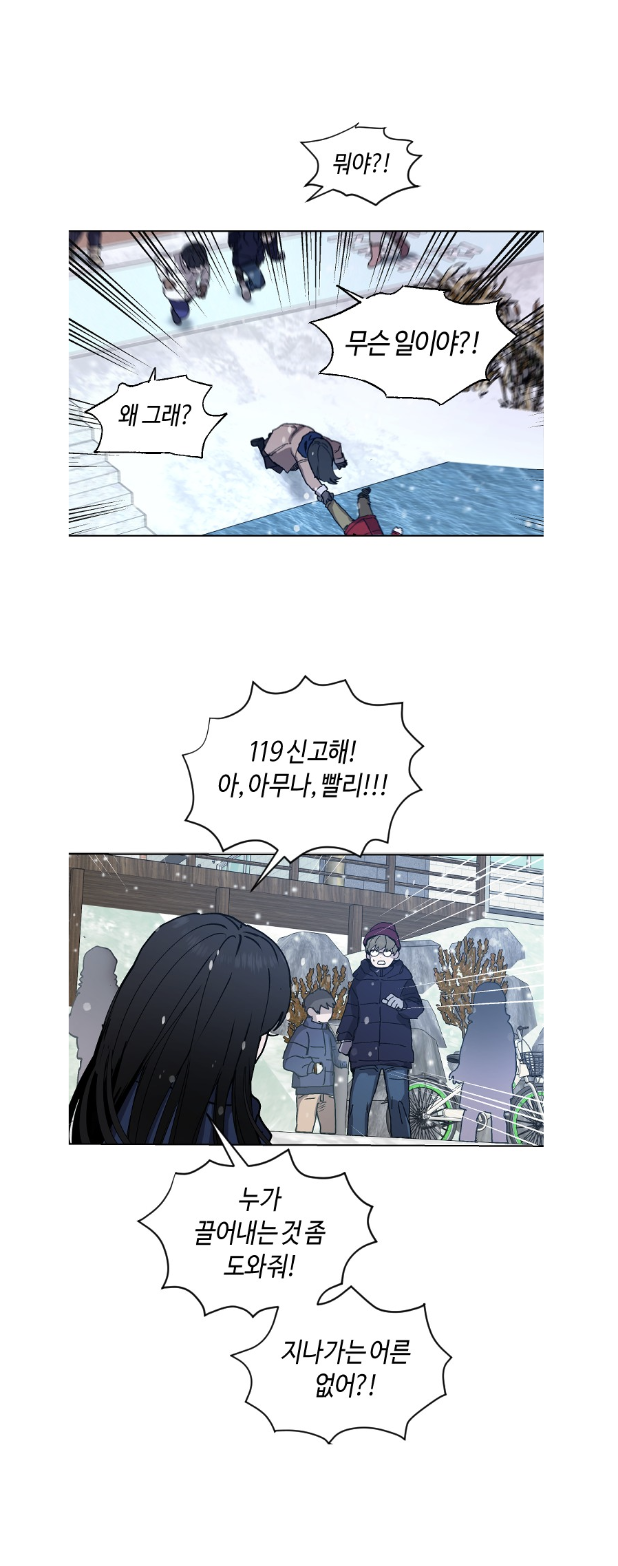 뭐야?!
무슨 일이야?!
왜 그래?
119 신고해!
아, 아무나, 빨리!!!
누가
끌어내는 것 좀
도와줘!
지나가는 어른
없어?!